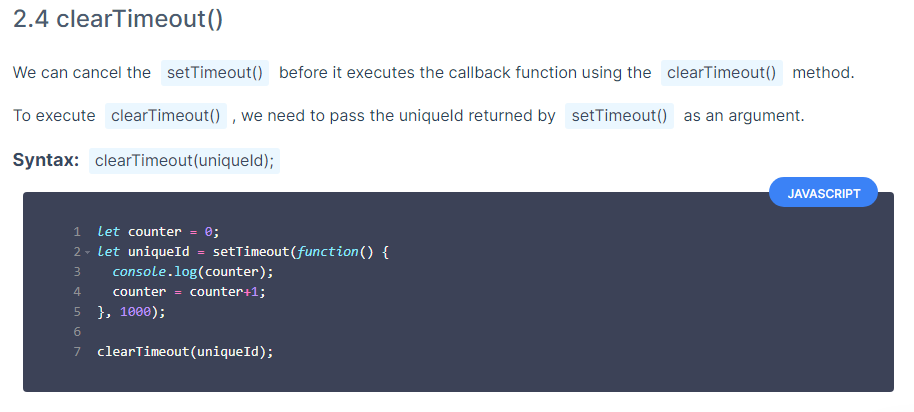 2.4 clearTimeout()
We can cancel the setTimeout() before it executes the callback function using the clearTimeout() method.
To execute clearTimeout() , we need to pass the uniqueId returned by setTimeout() as an argument.
Syntax: clearTimeout(uniqueId);
JAVASCRIPT
1 let counter = 0;
2 let uniqueId = setTimeout(function() {
3   console.log(counter);
4   counter = counter+1;
5 }, 1000);
6
7 clearTimeout(uniqueId);